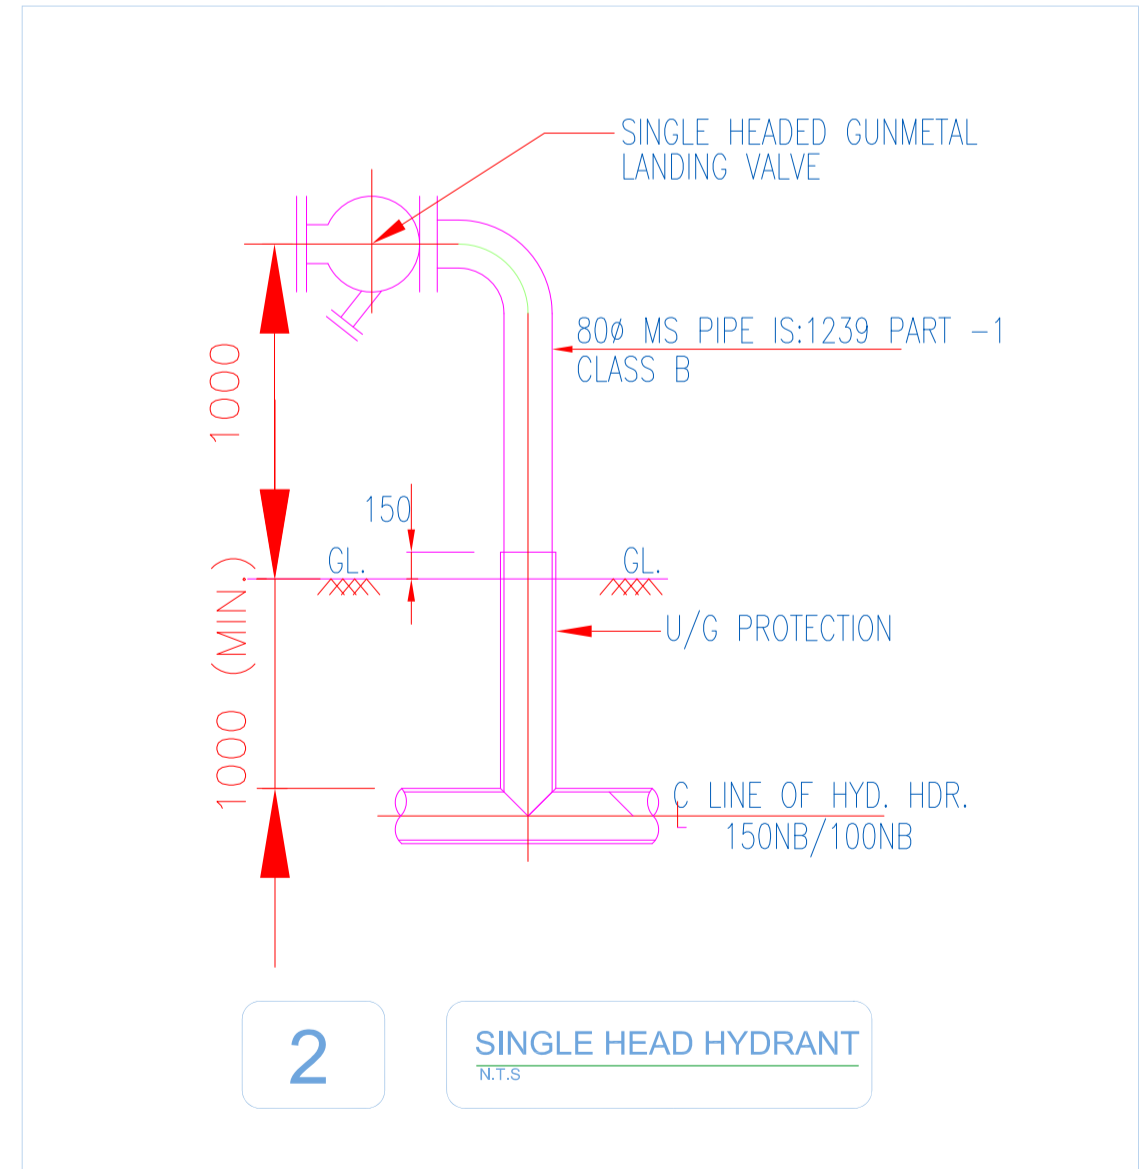 SINGLE HEADED GUNMETAL
LANDING VALVE
80ø MS PIPE IS:1239 PART -1
CLASS B
1000
150
GL.
GL.
1000 (MIN.)
U/G PROTECTION
C LINE OF HYD. HDR.
150NB/100NB
2
SINGLE HEAD HYDRANT
N.T.S